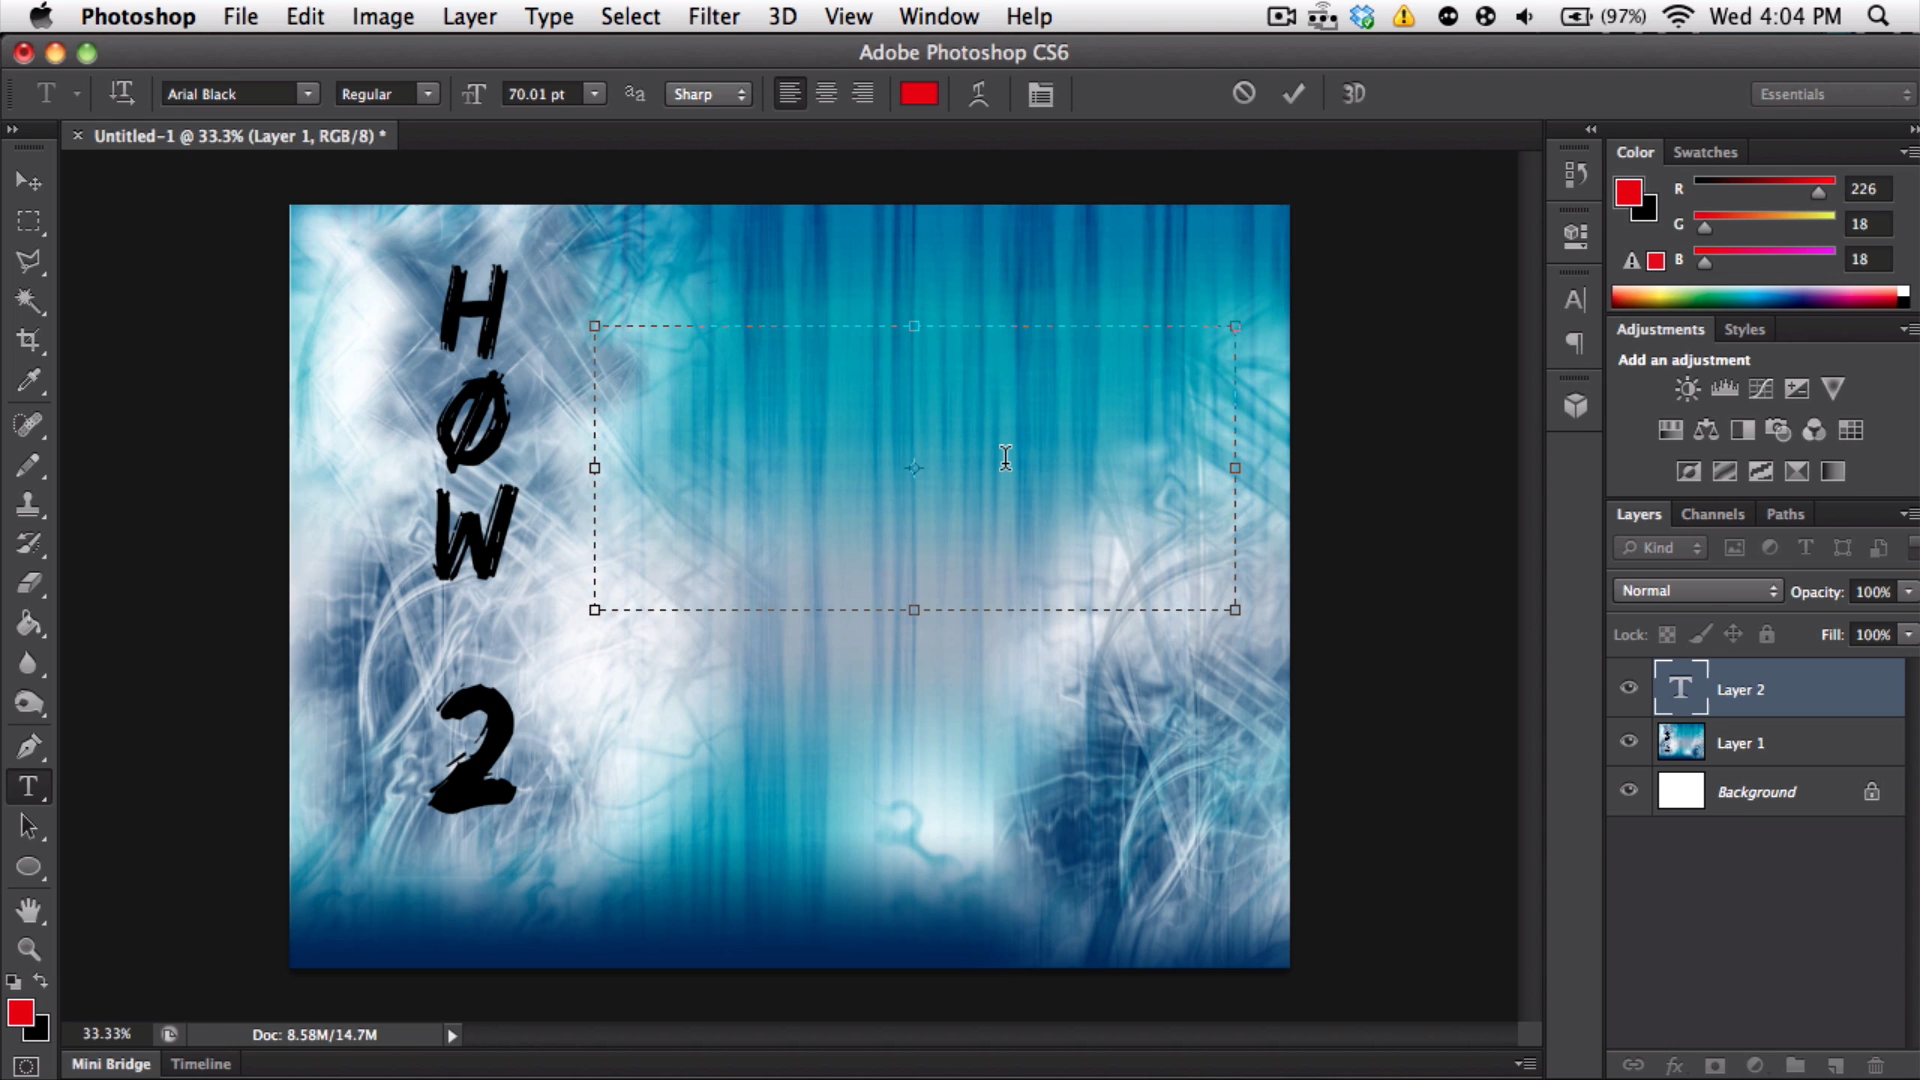 Photoshop File Edit Image Layer Type Select Filter 3D View Window Help (97%) Wed 4:04 PM
Adobe Photoshop CS6
T Arial Black Regular 70.01 pt Sharp 3D Essentials
Untitled-1 @ 33.3% (Layer 1, RGB/8) *
Color Swatches
R 226
G 18
B 18
Adjustments Styles
Add an adjustment
Layers Channels Paths
Kind
Normal Opacity: 100%
Lock: Fill: 100%
T Layer 2
Layer 1
Background
HØW 2
33.33% Doc: 8.58M/14.7M
Mini Bridge Timeline